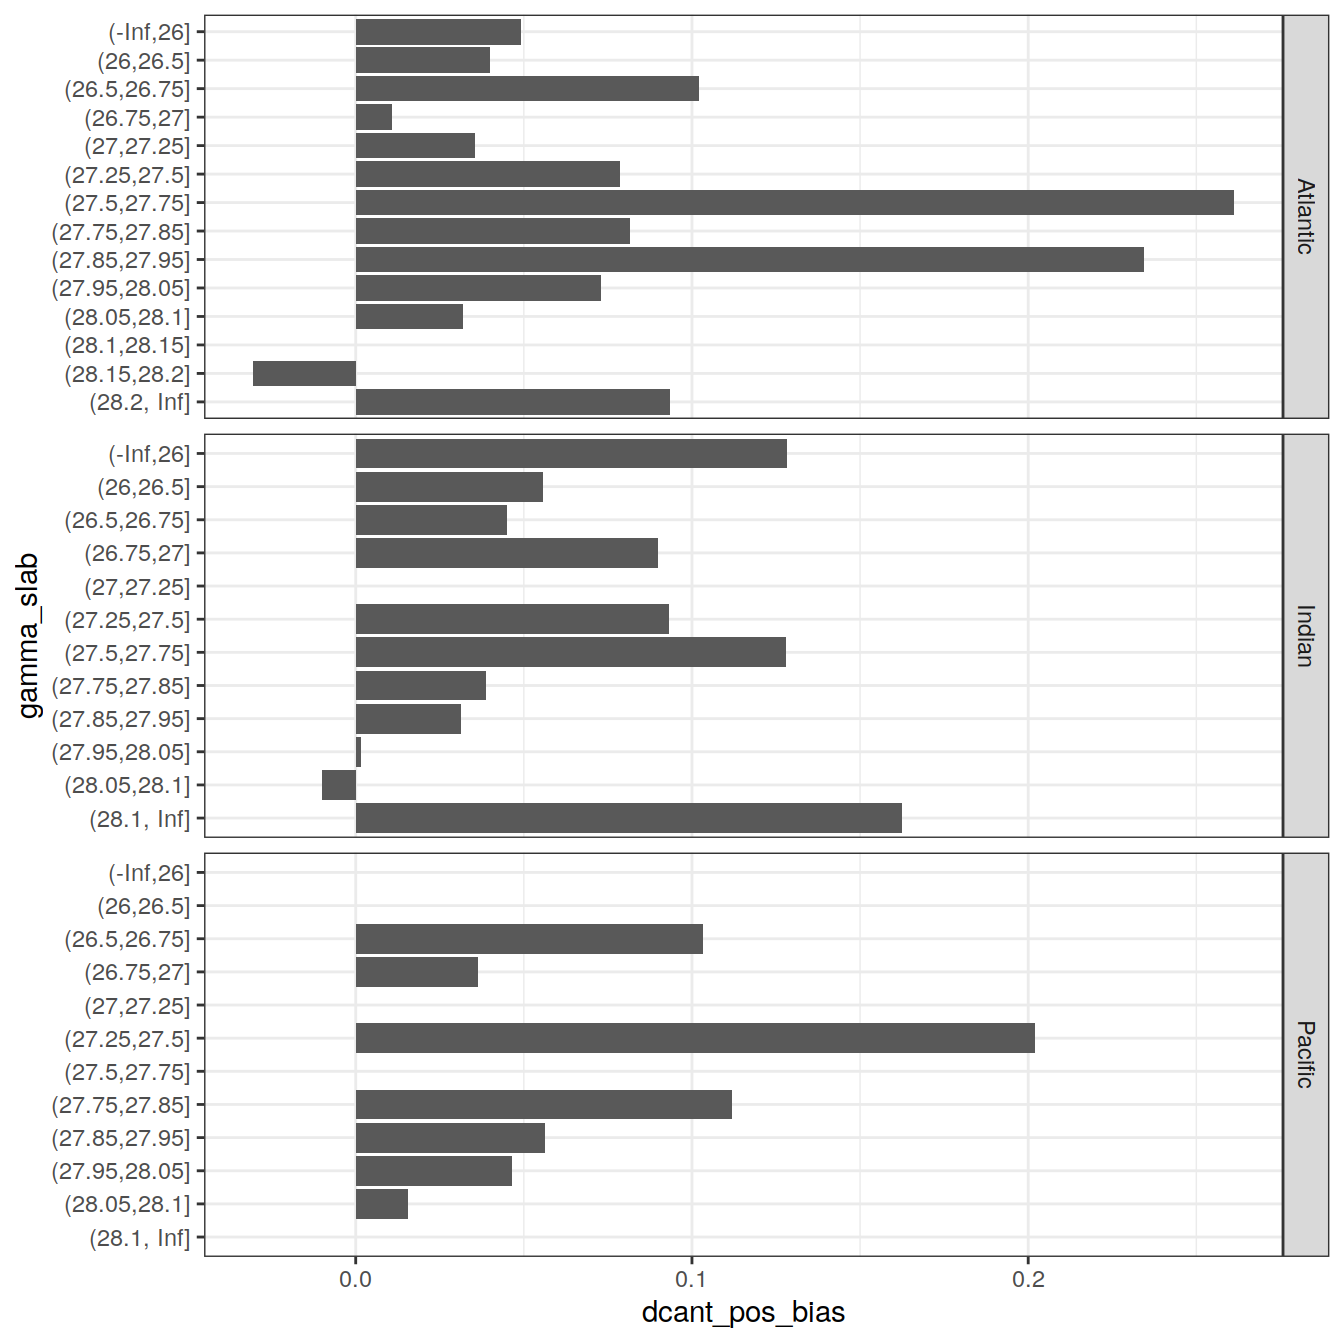 (-Inf,26]
(26,26.5]
(26.5,26.75]
(26.75,27]
(27,27.25]
(27.25,27.5]
(27.5,27.75]
(27.75,27.85]
(27.85,27.95]
(27.95,28.05]
(28.05,28.1]
(28.1,28.15]
(28.15,28.2]
(28.2, Inf]
Atlantic
(-Inf,26]
(26,26.5]
(26.5,26.75]
(26.75,27]
(27,27.25]
(27.25,27.5]
(27.5,27.75]
(27.75,27.85]
(27.85,27.95]
(27.95,28.05]
(28.05,28.1]
(28.1, Inf]
Indian
gamma_slab
(-Inf,26]
(26,26.5]
(26.5,26.75]
(26.75,27]
(27,27.25]
(27.25,27.5]
(27.5,27.75]
(27.75,27.85]
(27.85,27.95]
(27.95,28.05]
(28.05,28.1]
(28.1, Inf]
Pacific
0.0 0.1 0.2
dcant_pos_bias